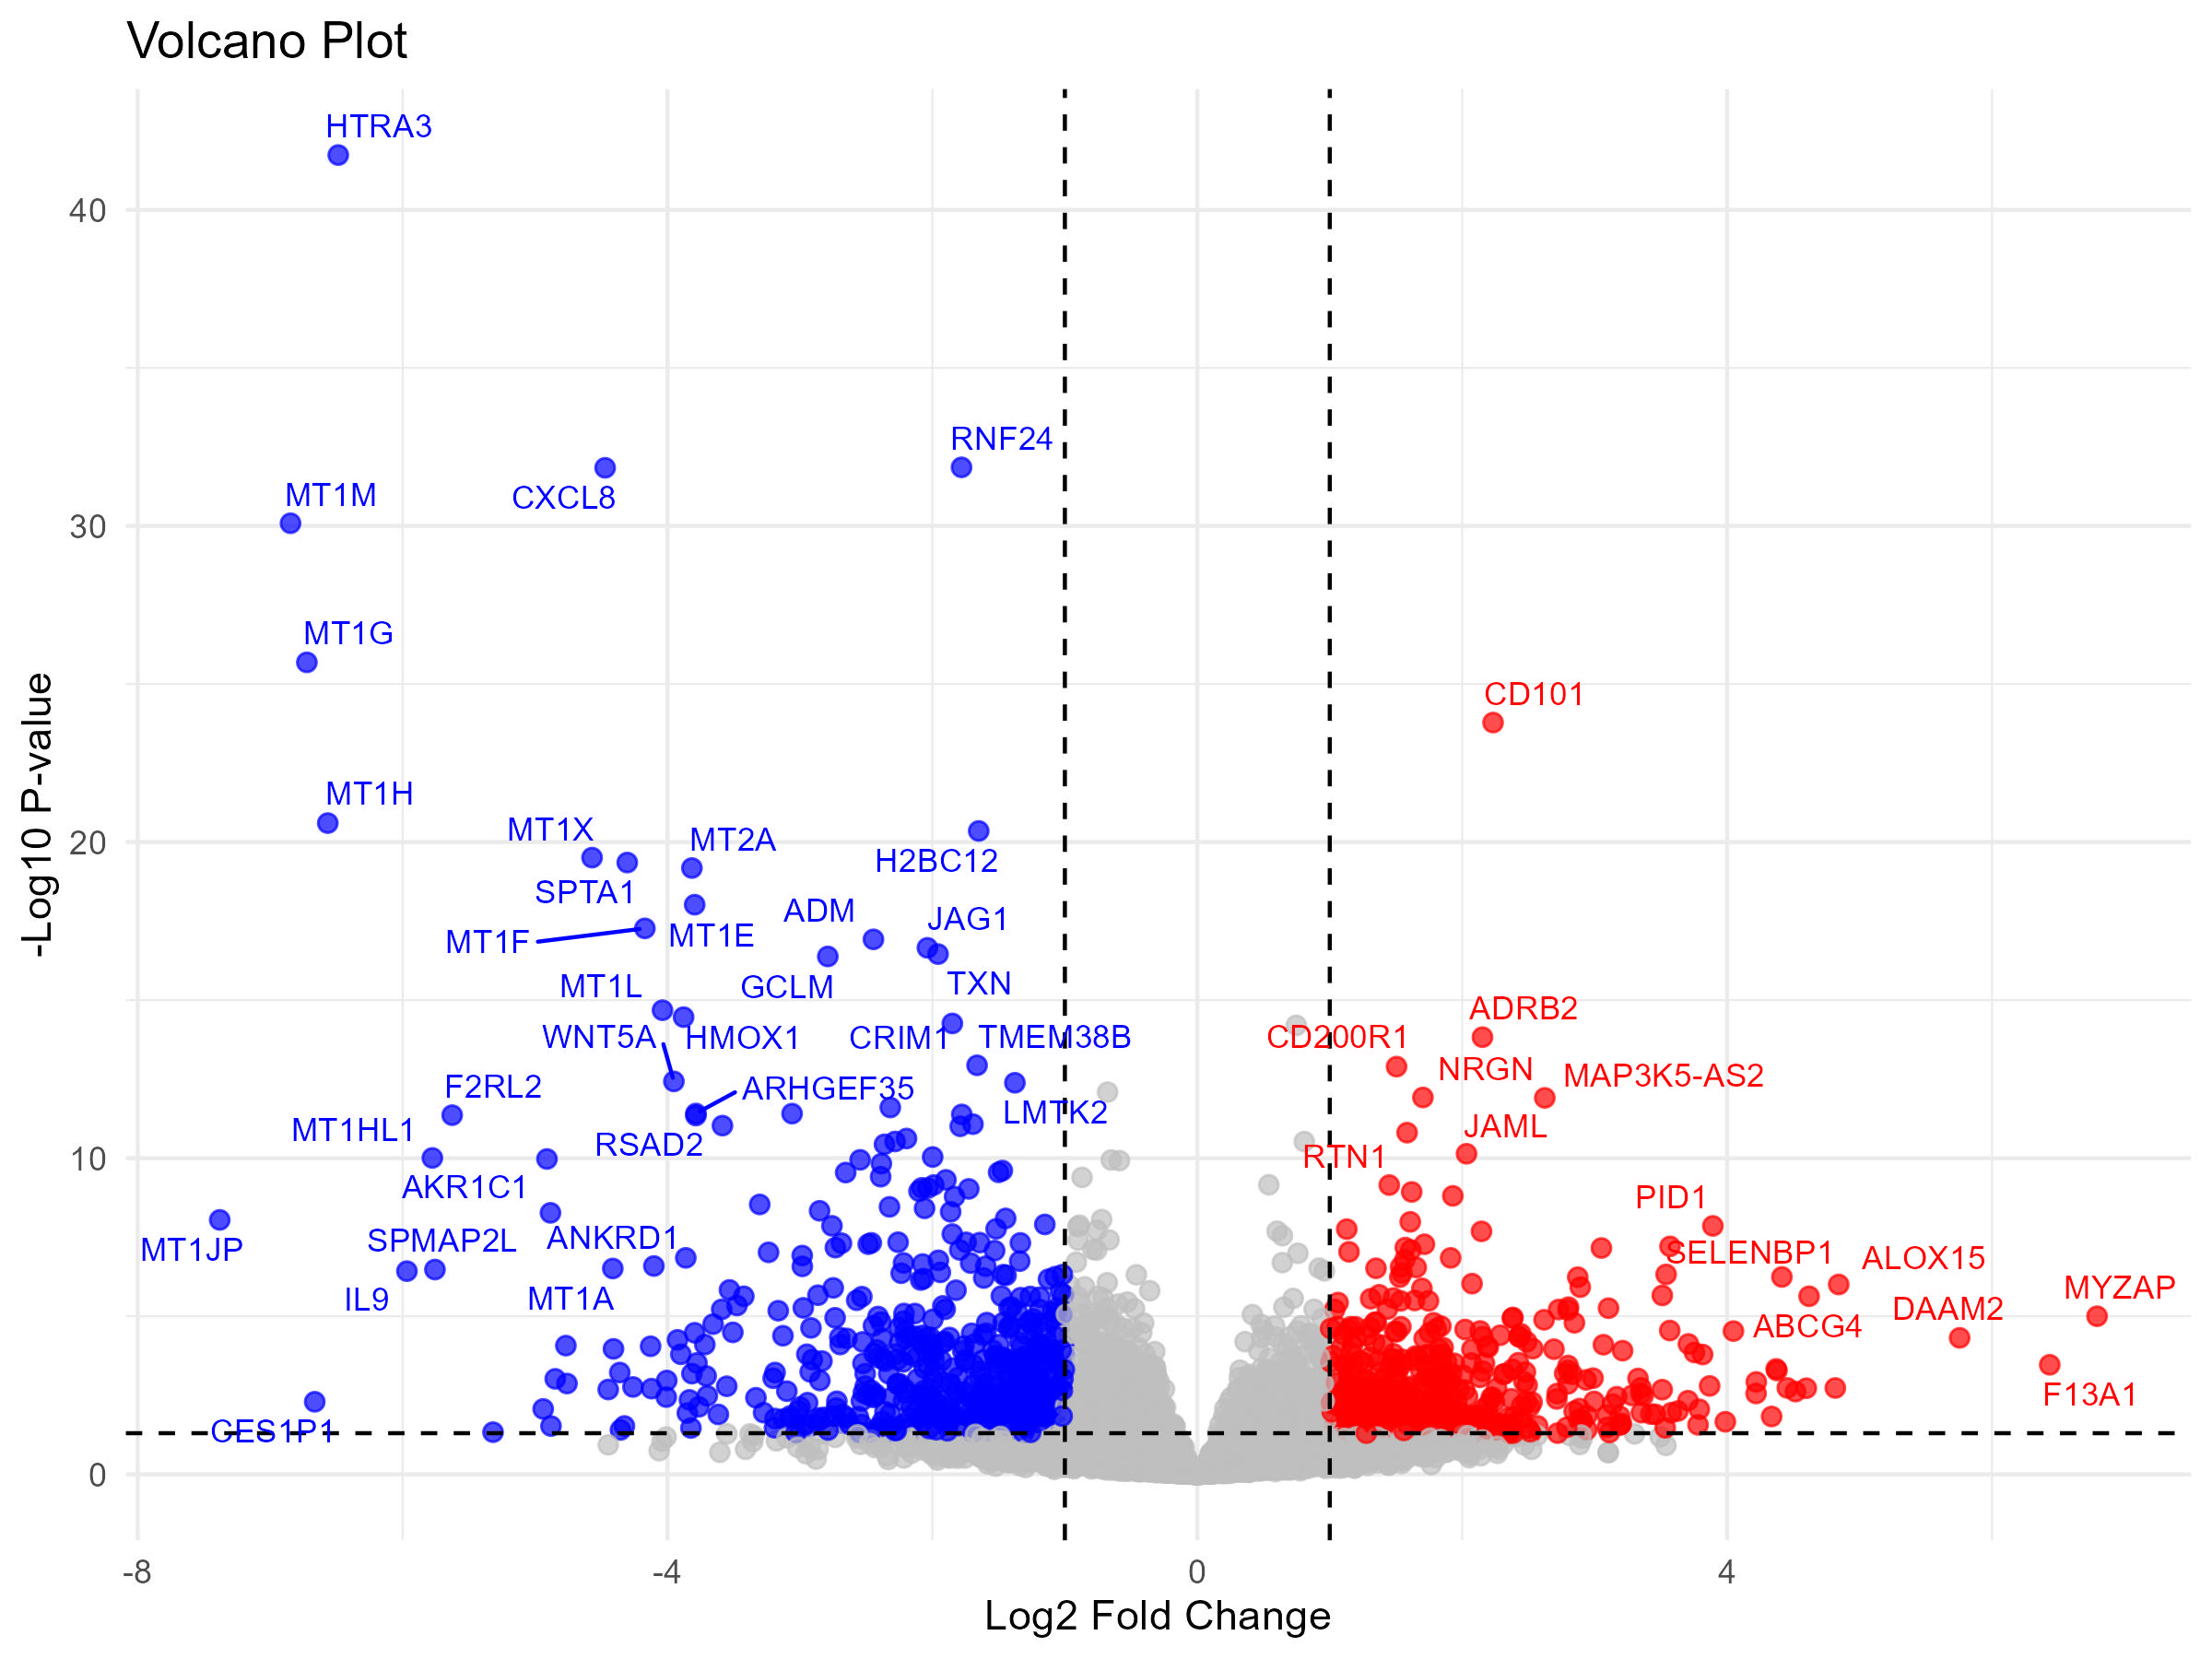 Volcano Plot
HTRA3
40
RNF24
CXCL8
MT1M
30
MT1G
CD101
MT1H
MT1X
MT2A
20
H2BC12
SPTA1
ADM
JAG1
MT1F
MT1E
MT1L
GCLM
TXN
ADRB2
WNT5A
HMOX1
CRIM1
TMEM38B
CD200R1
NRGN
MAP3K5-AS2
F2RL2
ARHGEF35
LMTK2
MT1HL1
RSAD2
JAML
10
RTN1
AKR1C1
PID1
MT1JP
SPMAP2L
ANKRD1
SELENBP1
ALOX15
IL9
MT1A
MYZAP
DAAM2
ABCG4
F13A1
CES1P1
0
-8
-4
0
4
Log2 Fold Change
-Log10 P-value